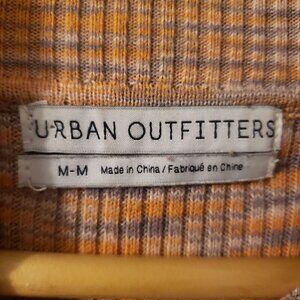 URBAN OUTFITTERS
M-M Made in China / Fabriqué en Chine